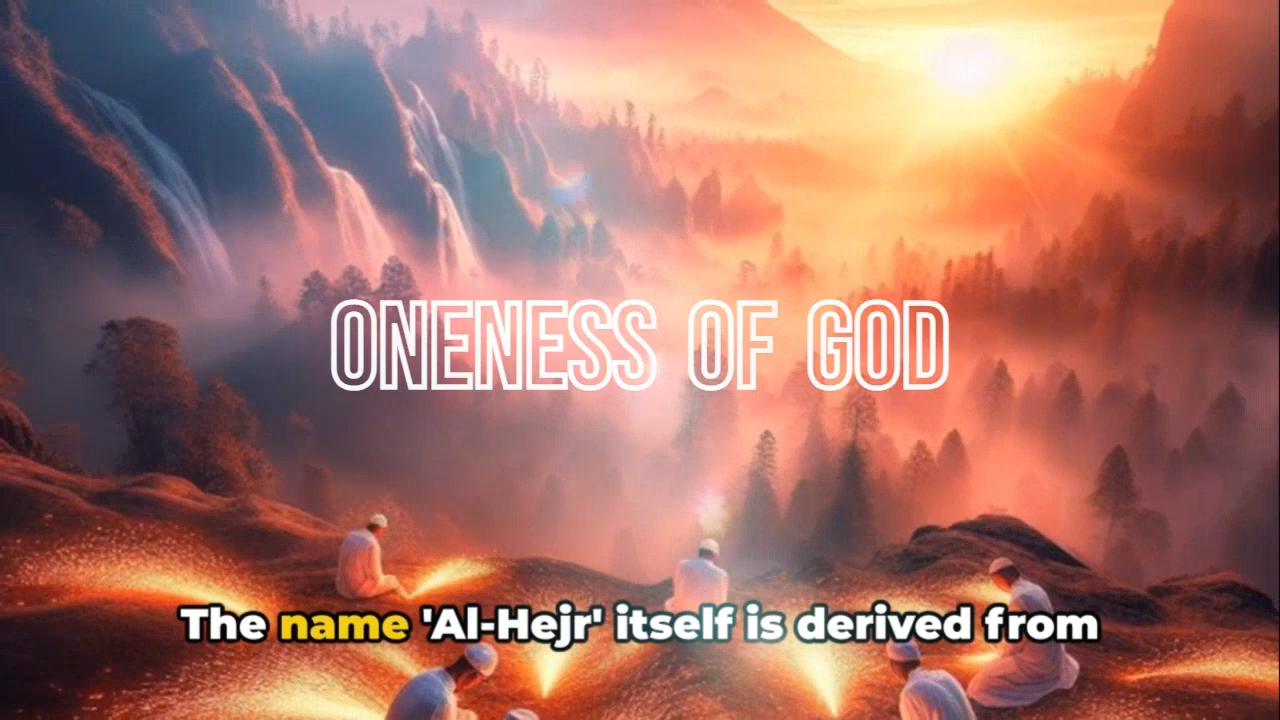 ONENESS OF GOD
The name 'Al-Hejr' itself is derived from